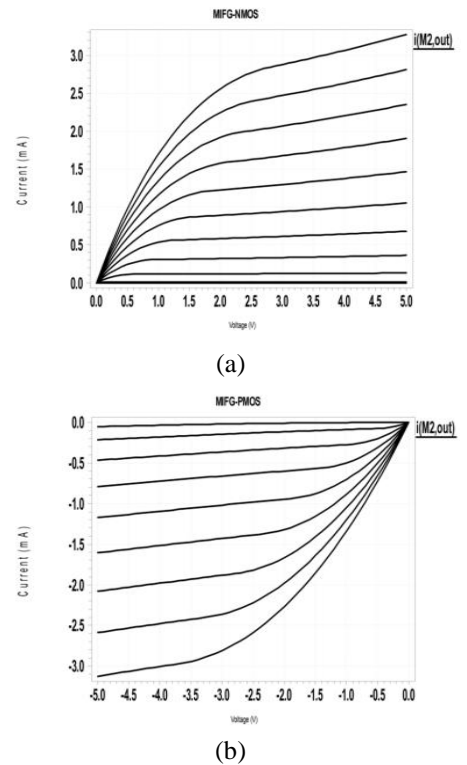 MIFG-NMOS
i(M2,out)
3.0
2.5
2.0
1.5
1.0
0.5
0.0
Current (mA)
0.0 0.5 1.0 1.5 2.0 2.5 3.0 3.5 4.0 4.5 5.0
Voltage (V)
(a)
MIFG-PMOS
i(M2,out)
0.0
-0.5
-1.0
-1.5
-2.0
-2.5
-3.0
Current (mA)
-5.0 -4.5 -4.0 -3.5 -3.0 -2.5 -2.0 -1.5 -1.0 -0.5 0.0
Voltage (V)
(b)